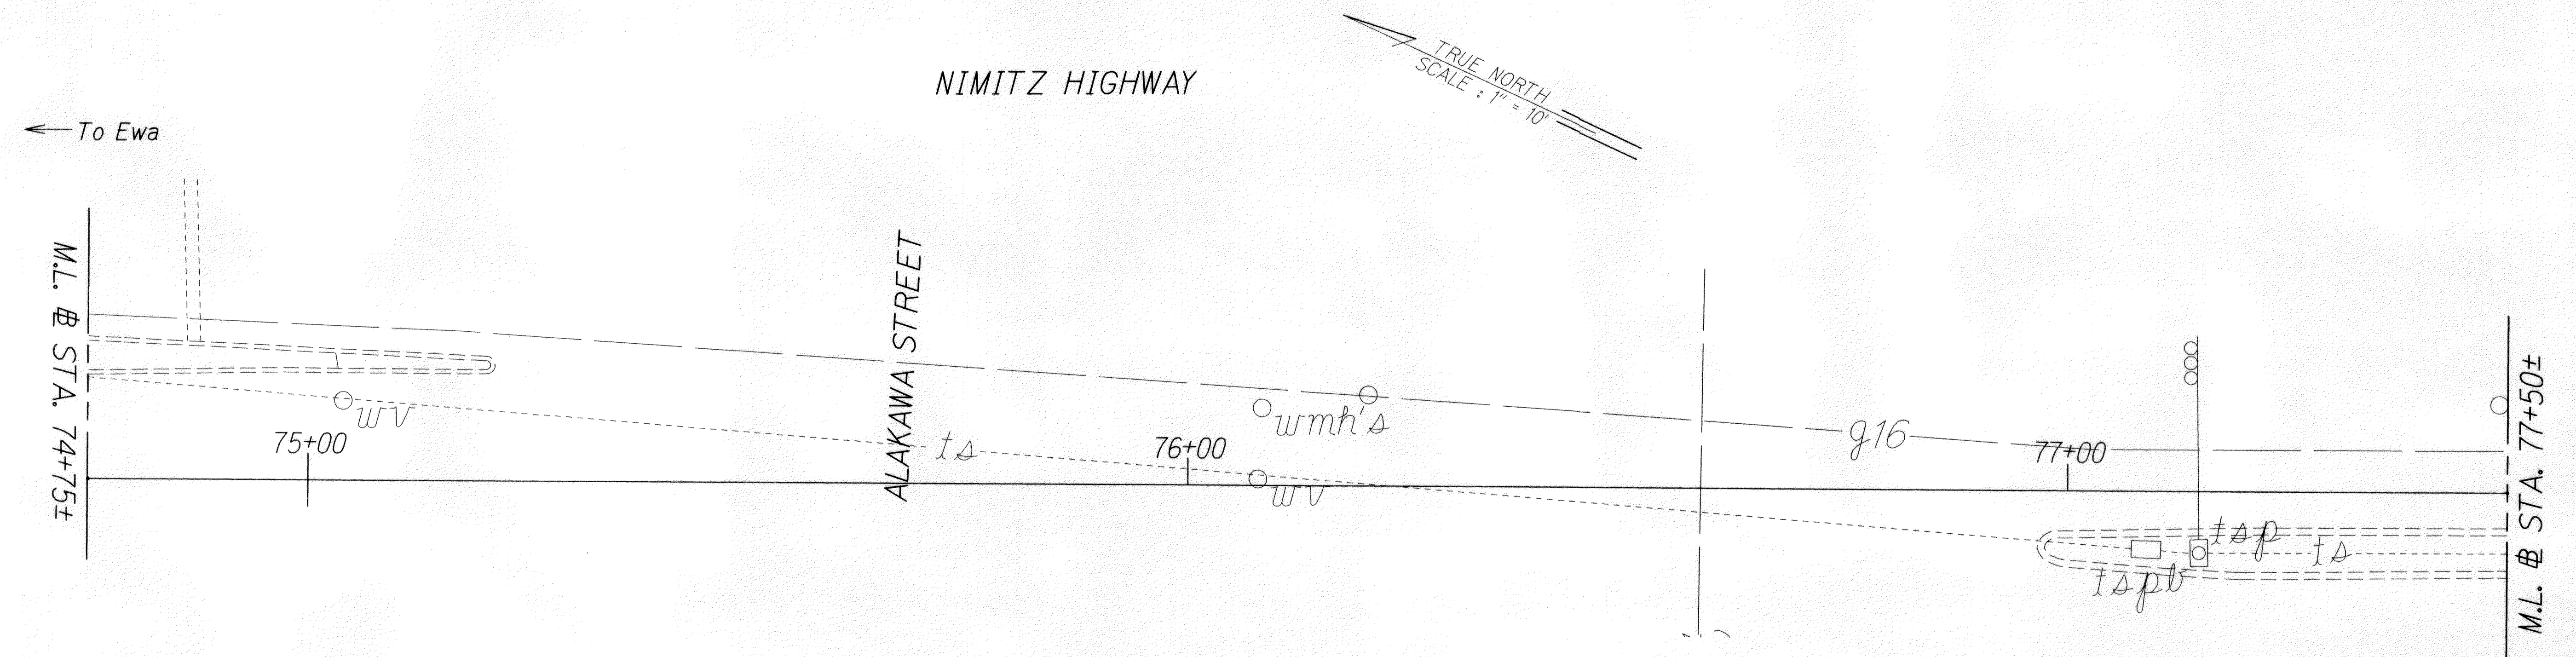 NIMITZ HIGHWAY
TRUE NORTH
SCALE : 1" = 10'
To Ewa
M.L. ⅊ STA. 74+75±
ALAKAWA STREET
wv
75+00
ts
76+00
wmh's
wv
g16
77+00
tsp
ts
tspb
M.L. ⅊ STA. 77+50±